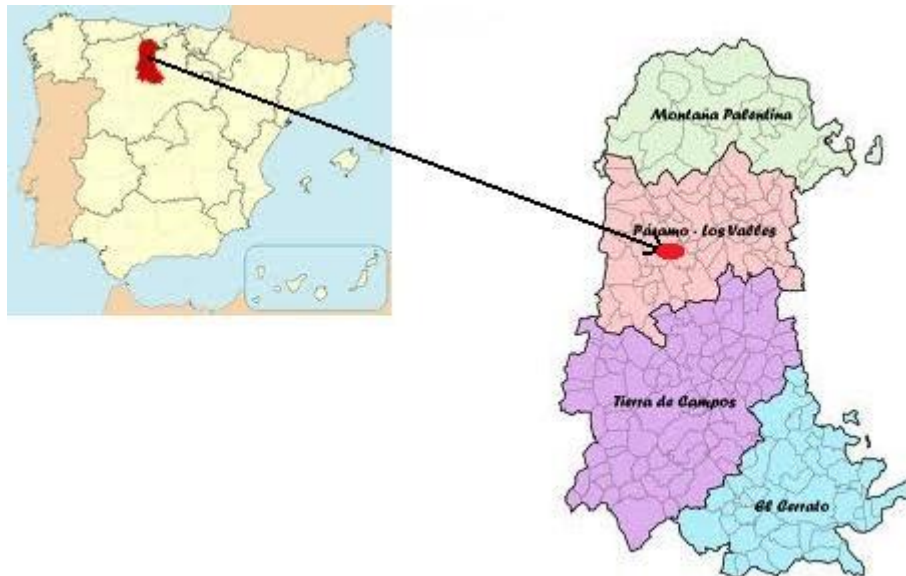 Montaña Palentina
Páramo - Los Valles
Tierra de Campos
El Cerrato